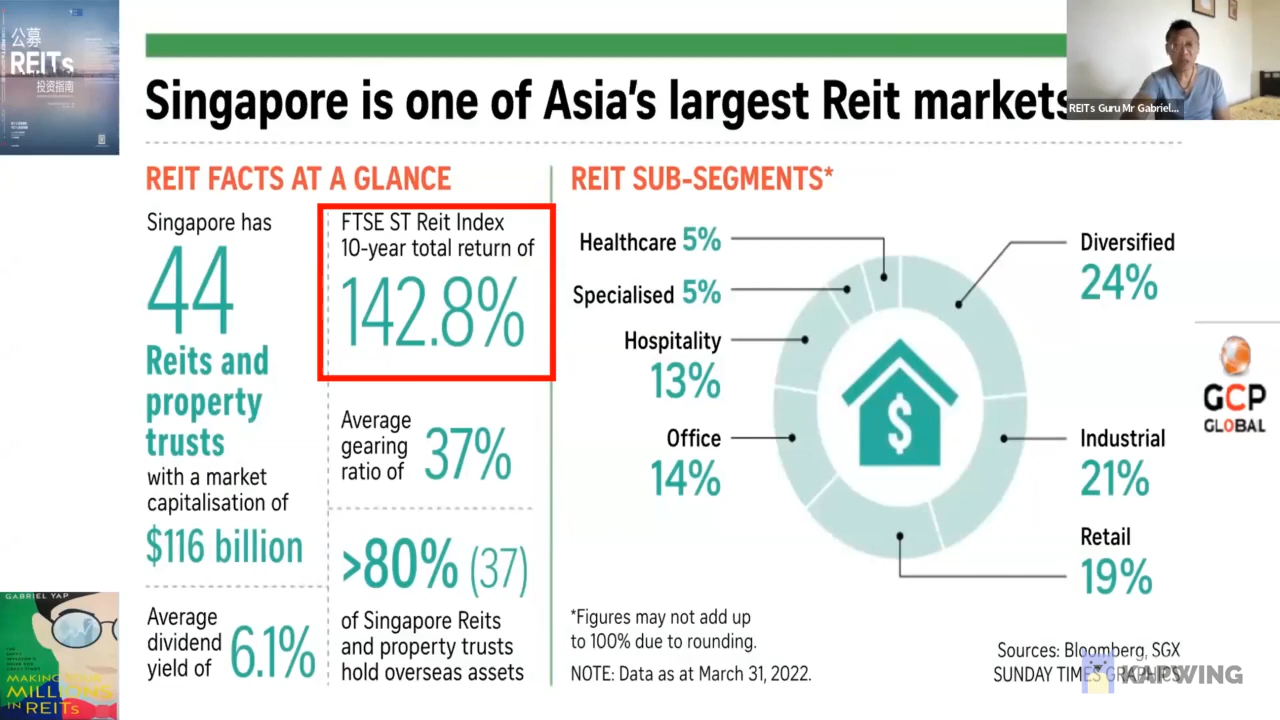 公募
REITs
投资指南
Singapore is one of Asia's largest Reit markets
REITs Guru Mr Gabriel...
REIT FACTS AT A GLANCE
Singapore has
44
Reits and
property
trusts
with a market
capitalisation of
$116 billion
Average
dividend
yield of
6.1%
FTSE ST Reit Index
10-year total return of
142.8%
Average
gearing
ratio of
37%
>80% (37)
of Singapore Reits
and property trusts
hold overseas assets
REIT SUB-SEGMENTS*
Healthcare 5%
Specialised 5%
Hospitality
13%
Office
14%
Diversified
24%
Industrial
21%
Retail
19%
$
*Figures may not add up
to 100% due to rounding.
NOTE: Data as at March 31, 2022.
Sources: Bloomberg, SGX
SUNDAY TIMES GRAPHICS
KAPWING
GCP
GLOBAL
GABRIEL YAP
MAKING YOUR
MILLIONS
IN REITs